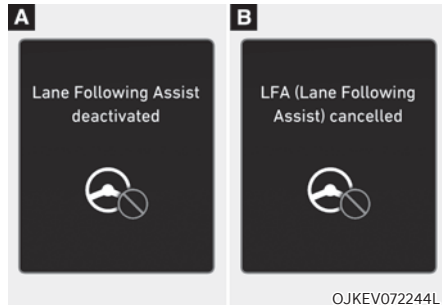 A
Lane Following Assist
deactivated
B
LFA (Lane Following
Assist) cancelled
OJKEV072244L